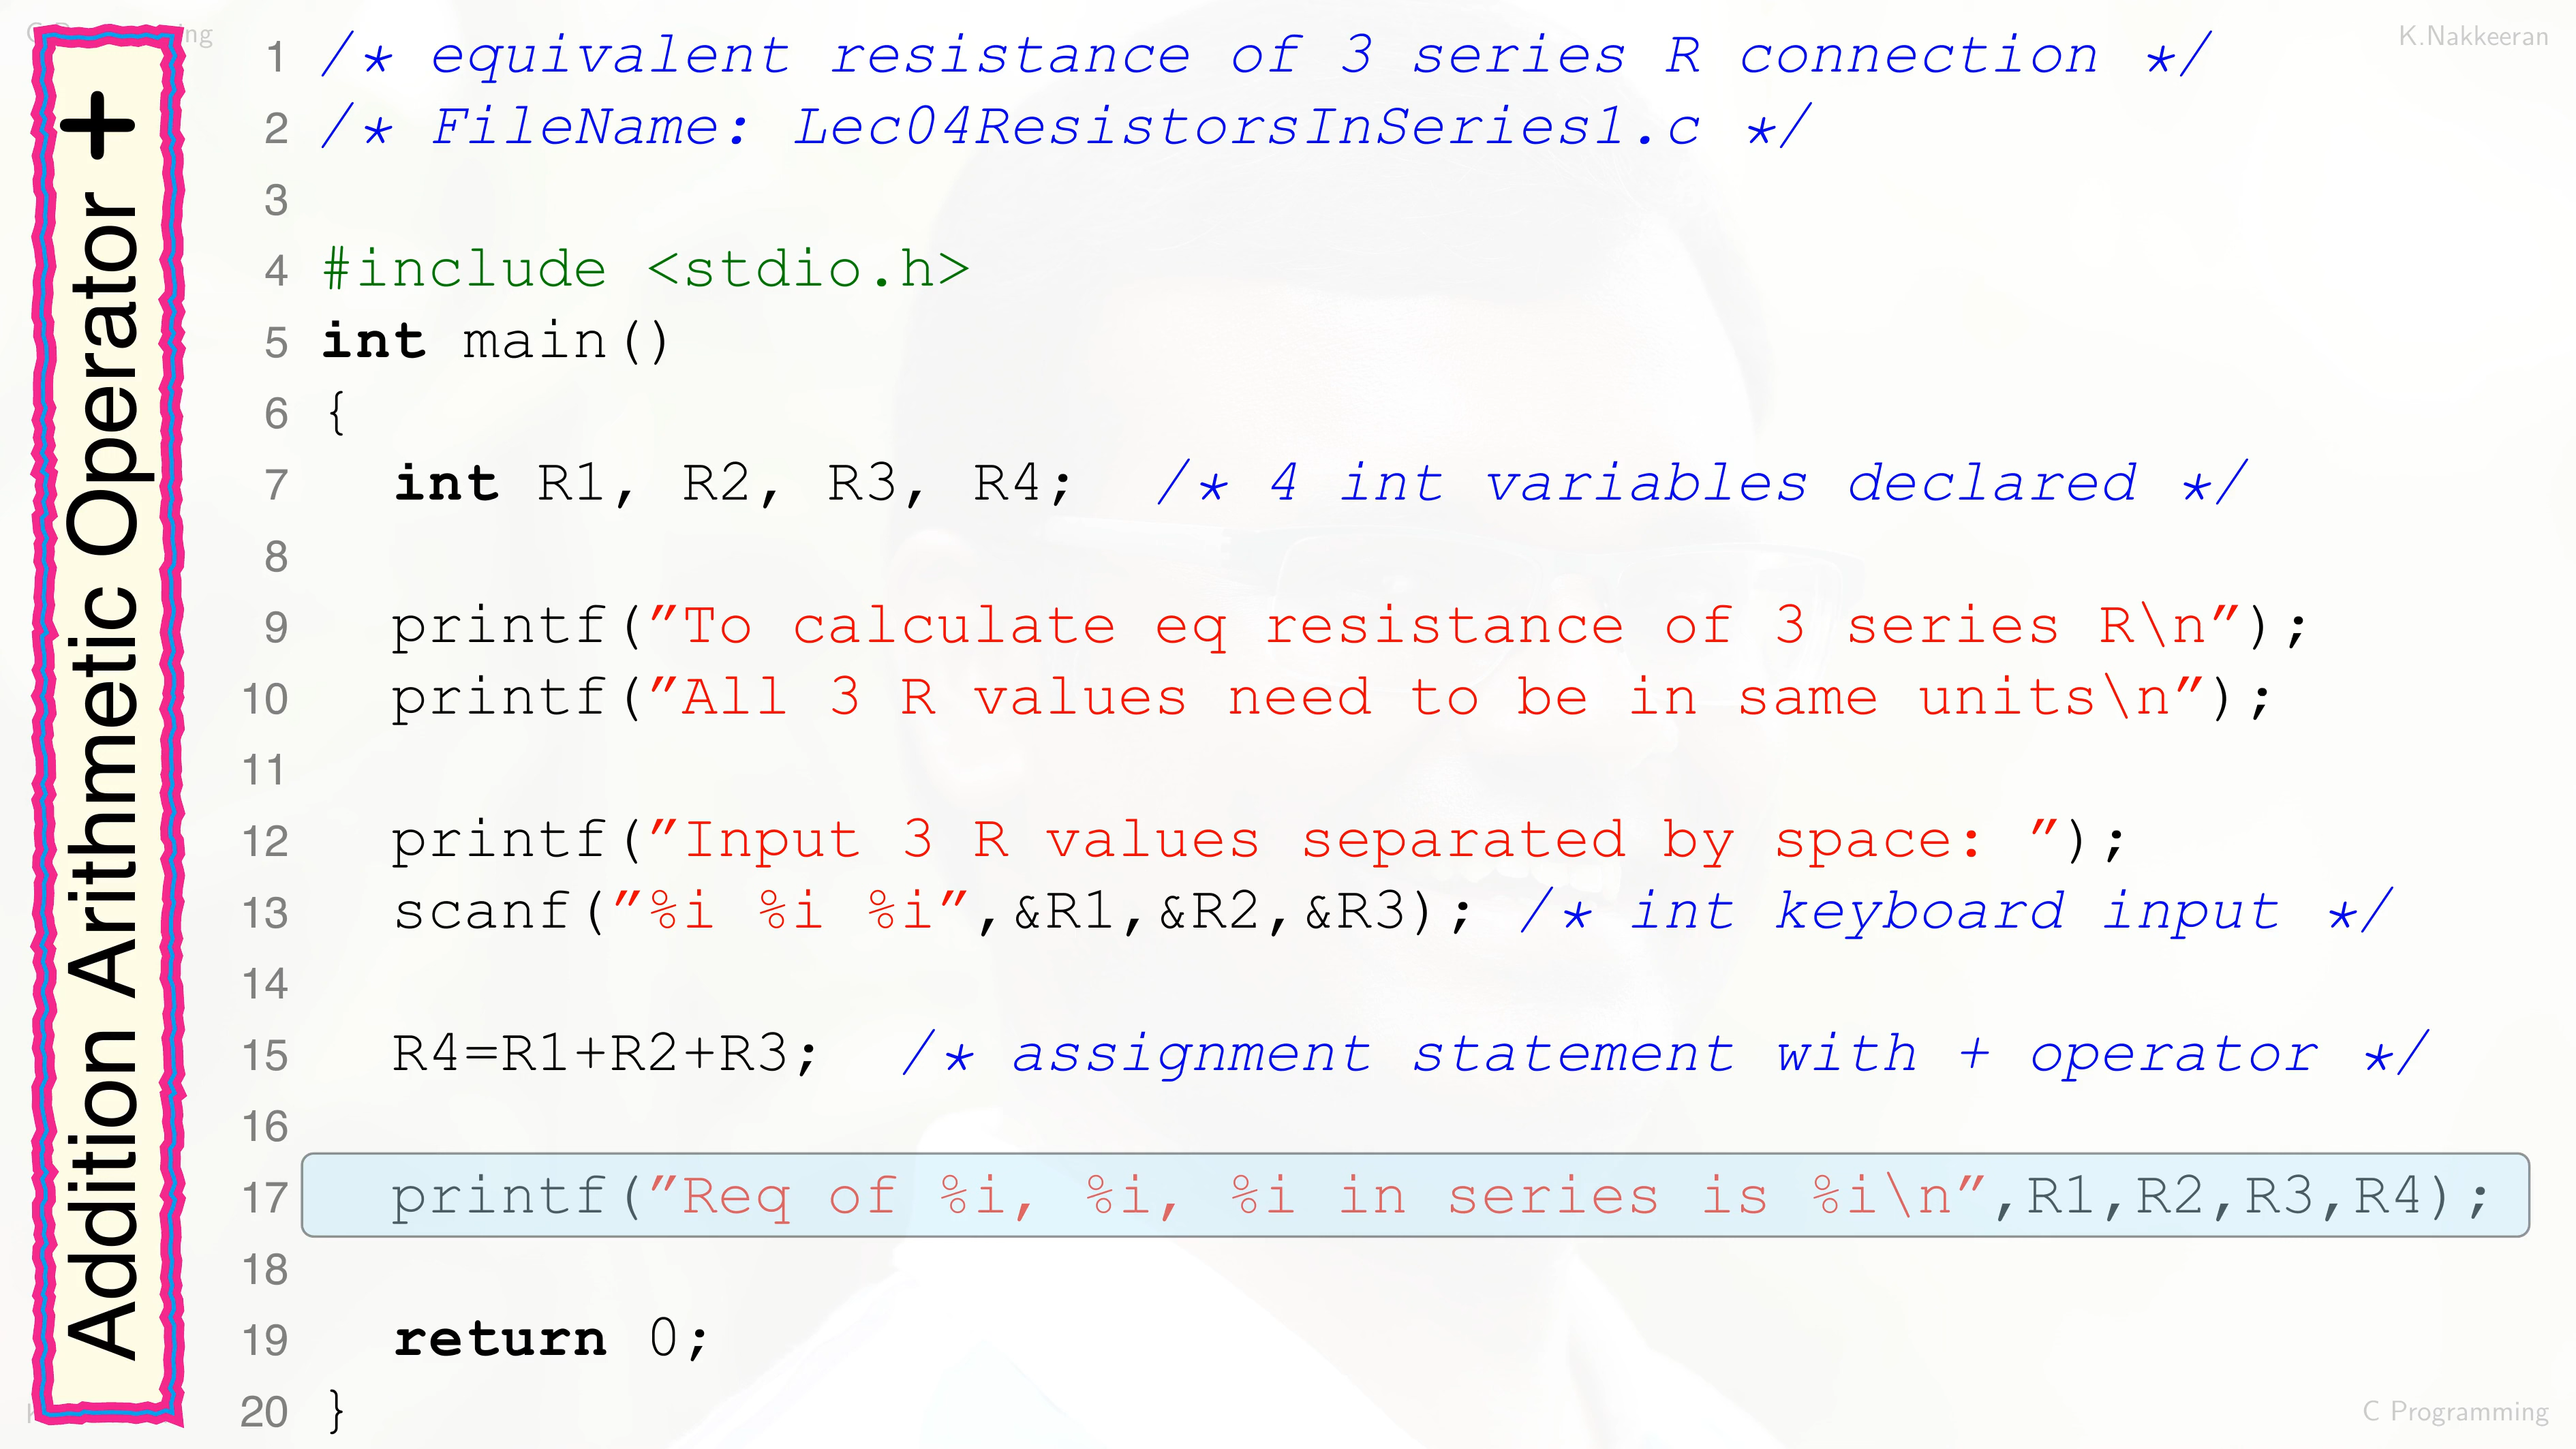 K.Nakkeeran
Addition Arithmetic Operator +
1 /* equivalent resistance of 3 series R connection */
2 /* FileName: Lec04ResistorsInSeries1.c */
3
4 #include <stdio.h>
5 int main()
6 {
7   int R1, R2, R3, R4;  /* 4 int variables declared */
8
9   printf("To calculate eq resistance of 3 series R\n");
10   printf("All 3 R values need to be in same units\n");
11
12   printf("Input 3 R values separated by space: ");
13   scanf("%i %i %i",&R1,&R2,&R3); /* int keyboard input */
14
15   R4=R1+R2+R3;  /* assignment statement with + operator */
16
17   printf("Req of %i, %i, %i in series is %i\n",R1,R2,R3,R4);
18
19   return 0;
20 }
C Programming